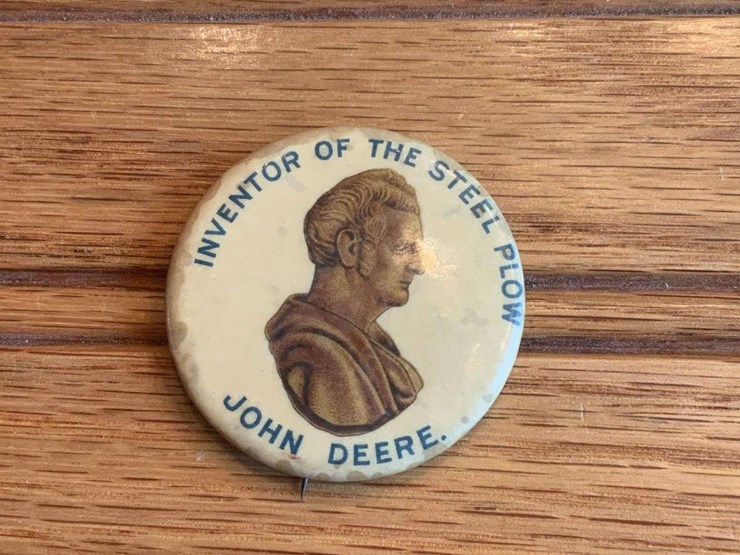 INVENTOR OF THE STEEL PLOW
JOHN DEERE.